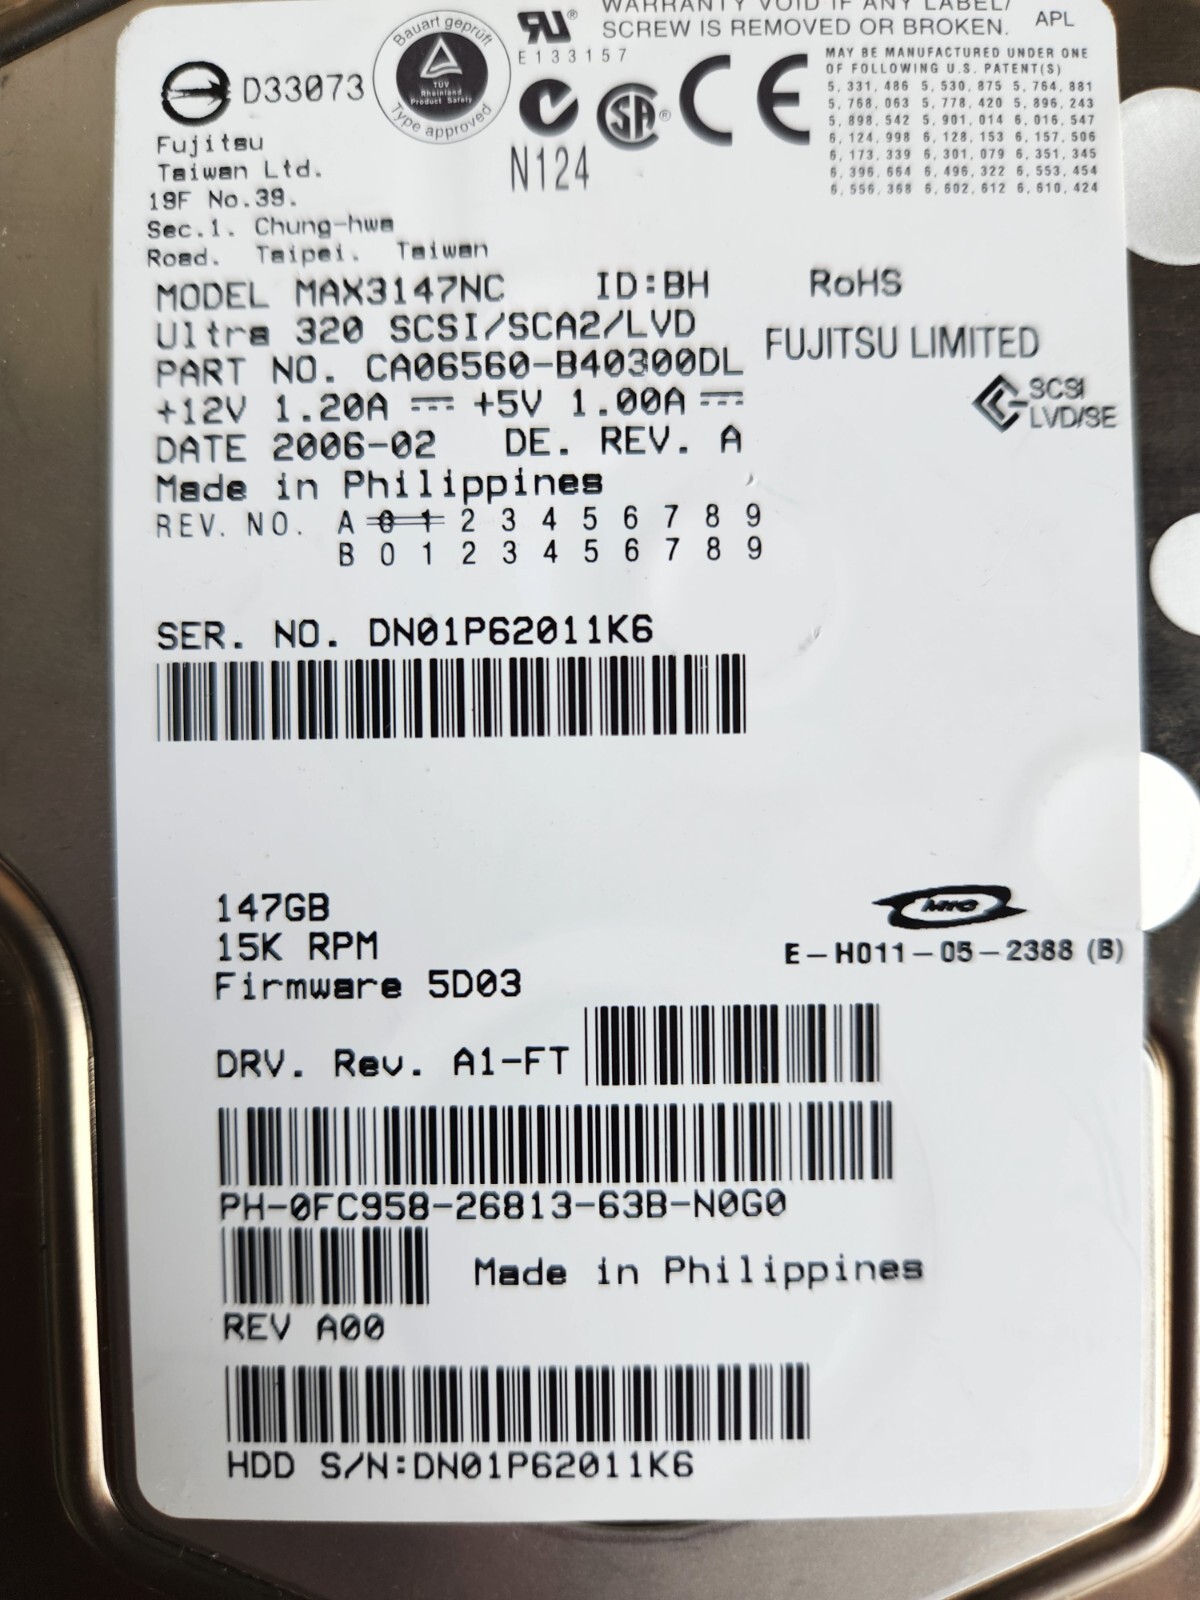 WARRANTY VOID IF ANY LABEL/
SCREW IS REMOVED OR BROKEN.
APL
E133157
Bauart geprüft
TÜV
Rheinland
Product Safety
Type approved
D33073
Fujitsu
Taiwan Ltd.
19F No.39.
Sec.1. Chung-hwa
Road. Taipei. Taiwan
SA
CE
N124
MAY BE MANUFACTURED UNDER ONE
OF FOLLOWING U.S. PATENT(S)
5,331,486 5,530,875 5,764,881
5,768,063 5,778,420 5,896,243
5,898,542 5,901,014 6,016,547
6,124,998 6,128,153 6,157,506
6,173,339 6,301,079 6,351,345
6,396,664 6,496,322 6,553,454
6,556,368 6,602,612 6,610,424
MODEL MAX3147NC ID:BH RoHS
Ultra 320 SCSI/SCA2/LVD
FUJITSU LIMITED
PART NO. CA06560-B40300DL
+12V 1.20A ⎓ +5V 1.00A ⎓
SCSI
LVD/SE
DATE 2006-02 DE. REV. A
Made in Philippines
REV. NO. A 0 1 2 3 4 5 6 7 8 9
B 0 1 2 3 4 5 6 7 8 9
SER. NO. DN01P62011K6
147GB
15K RPM
Firmware 5D03
MIC
E-H011-05-2388 (B)
DRV. Rev. A1-FT
PH-0FC958-26813-63B-N0G0
Made in Philippines
REV A00
HDD S/N:DN01P62011K6